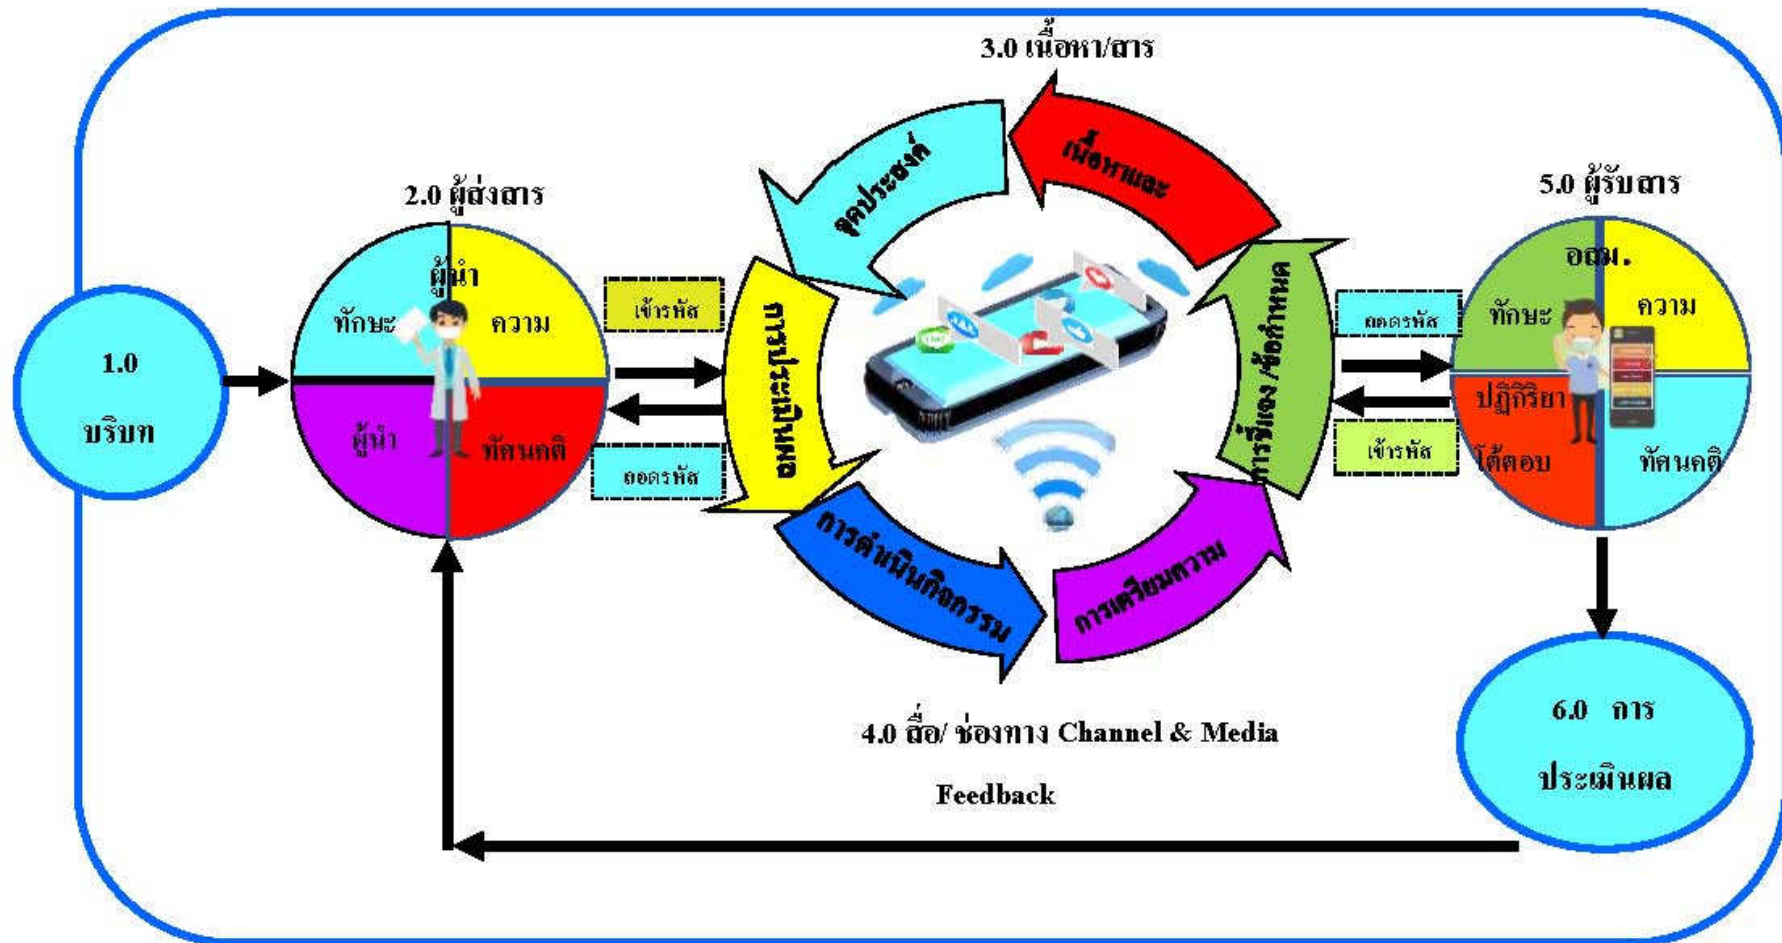 3.0 เนื้อหา/สาร
เนื้อหาและ
จุดประสงค์
2.0 ผู้ส่งสาร
ผู้นำ
ทักษะ
ความ
ผู้นำ
ทัศนคติ
1.0
บริบท
เข้ารหัส
ถอดรหัส
การประเมินผล
การดำเนินกิจกรรม
การเตรียมความ
การชี้แจง /ข้อกำหนด
ถอดรหัส
เข้ารหัส
5.0 ผู้รับสาร
อสม.
ทักษะ
ความ
ปฏิกิริยา
โต้ตอบ
ทัศนคติ
6.0 การ
ประเมินผล
4.0 สื่อ/ ช่องทาง Channel & Media
Feedback